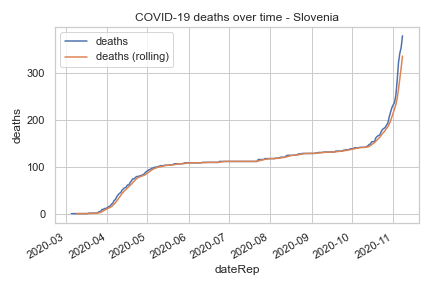 COVID-19 deaths over time - Slovenia
deaths
deaths (rolling)
deaths
300
200
100
0
2020-03
2020-04
2020-05
2020-06
2020-07
2020-08
2020-09
2020-10
2020-11
dateRep